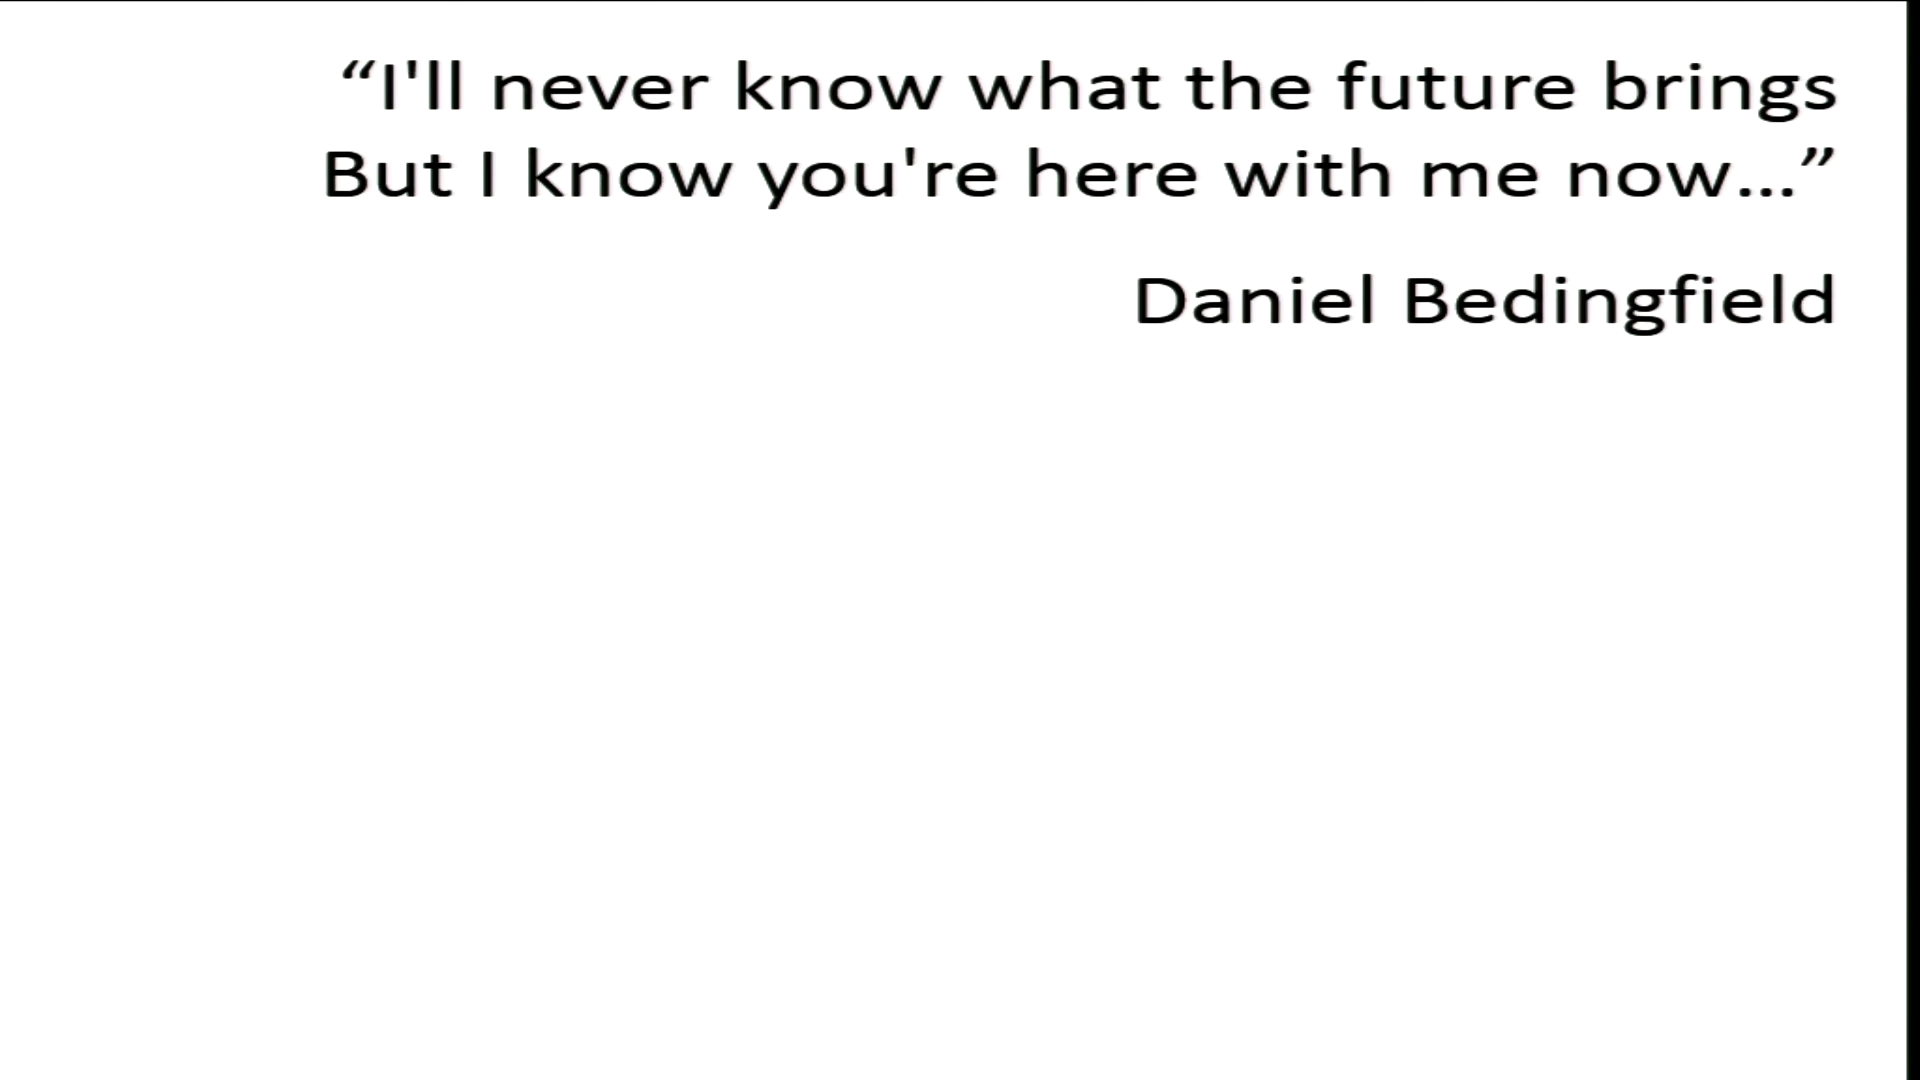 “I'll never know what the future brings
But I know you're here with me now...”
Daniel Bedingfield